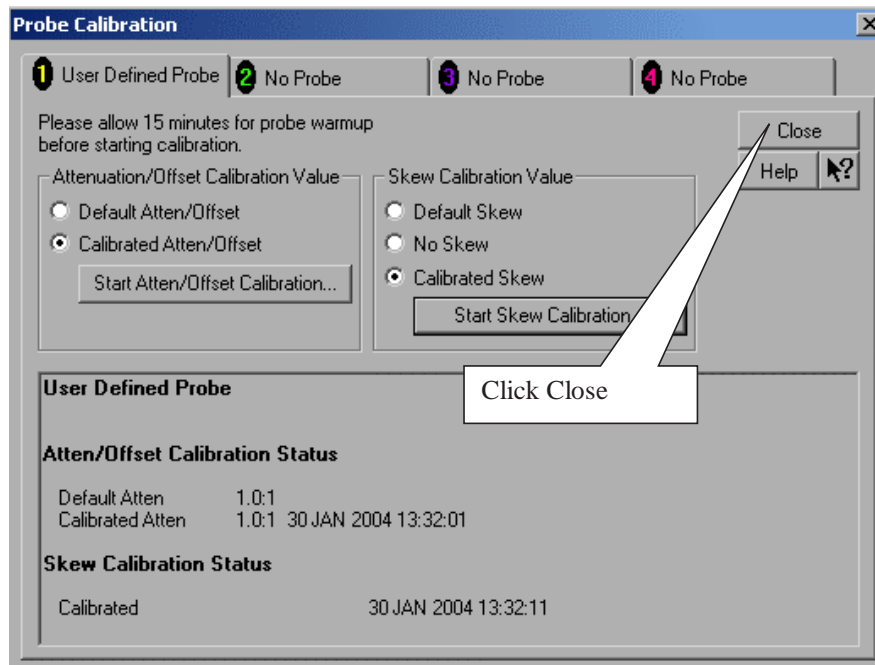 Probe Calibration
1 User Defined Probe 2 No Probe 3 No Probe 4 No Probe
Please allow 15 minutes for probe warmup
before starting calibration.
Close
Help ?
Attenuation/Offset Calibration Value
Default Atten/Offset
Calibrated Atten/Offset
Start Atten/Offset Calibration...
Skew Calibration Value
Default Skew
No Skew
Calibrated Skew
Start Skew Calibration
Click Close
User Defined Probe
Atten/Offset Calibration Status
Default Atten 1.0:1
Calibrated Atten 1.0:1 30 JAN 2004 13:32:01
Skew Calibration Status
Calibrated 30 JAN 2004 13:32:11